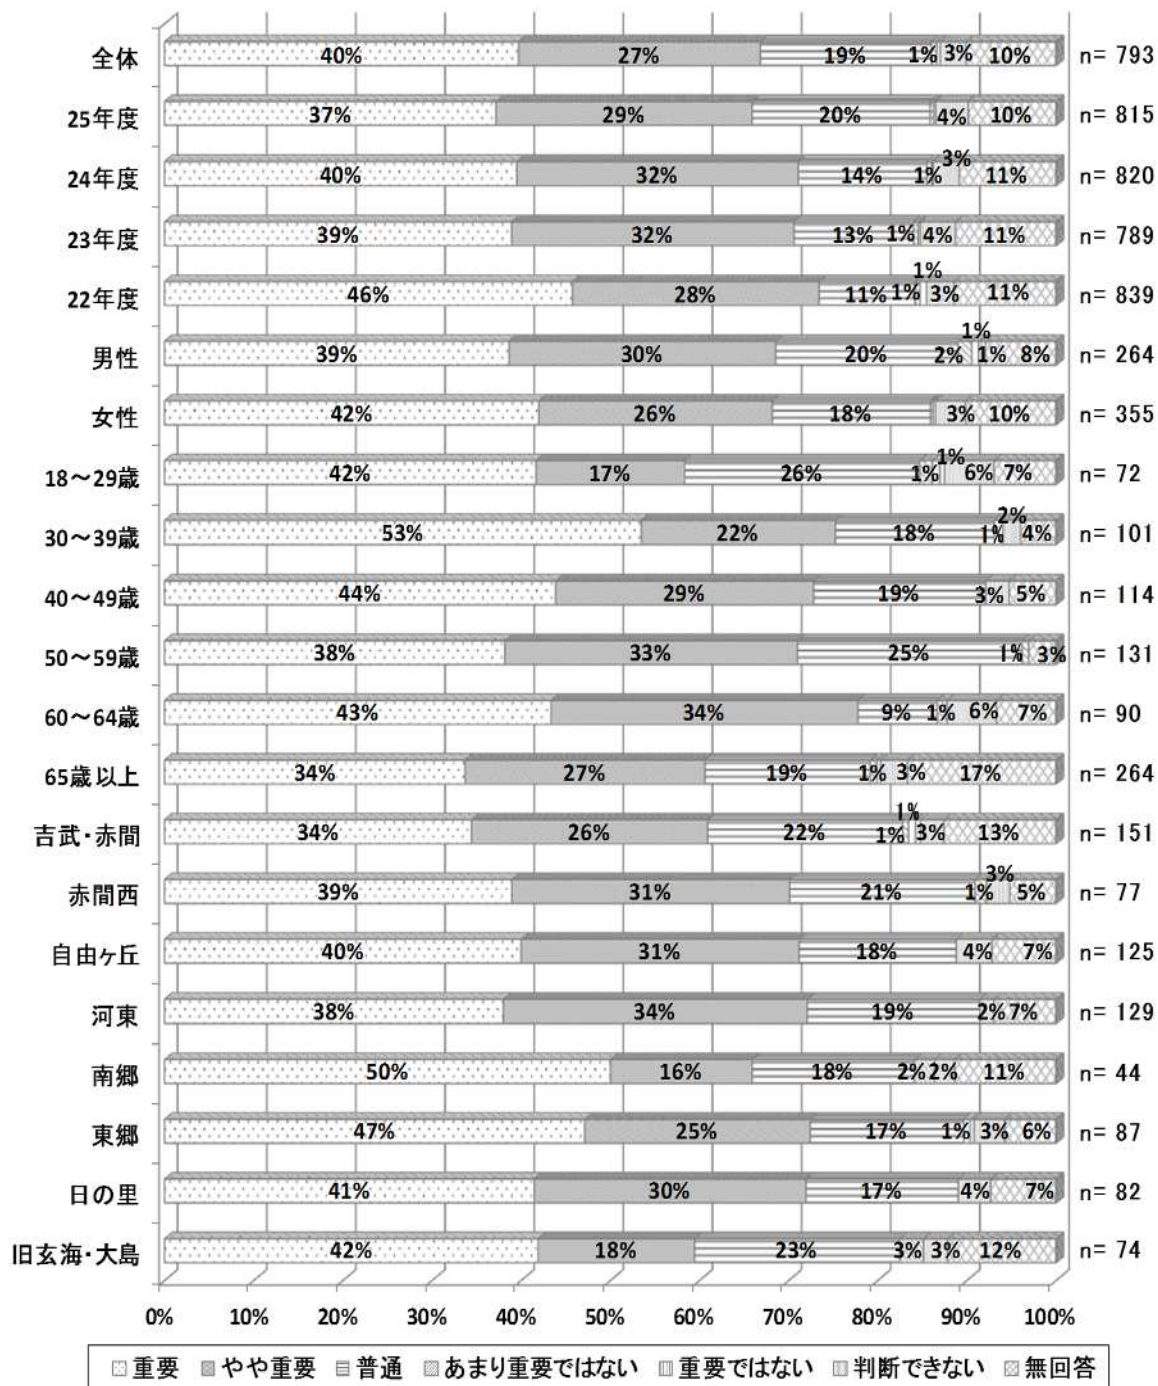 全体 40% 27% 19% 1% 3% 10% n= 793
25年度 37% 29% 20% 4% 10% n= 815
24年度 40% 32% 14% 1% 3% 11% n= 820
23年度 39% 32% 13% 1% 4% 11% n= 789
22年度 46% 28% 11% 1% 1% 3% 11% n= 839
男性 39% 30% 20% 2% 1% 1% 8% n= 264
女性 42% 26% 18% 3% 10% n= 355
18～29歳 42% 17% 26% 1% 1% 6% 7% n= 72
30～39歳 53% 22% 18% 1% 2% 4% n= 101
40～49歳 44% 29% 19% 3% 5% n= 114
50～59歳 38% 33% 25% 1% 3% n= 131
60～64歳 43% 34% 9% 1% 6% 7% n= 90
65歳以上 34% 27% 19% 1% 3% 17% n= 264
吉武・赤間 34% 26% 22% 1% 1% 3% 13% n= 151
赤間西 39% 31% 21% 1% 3% 5% n= 77
自由ヶ丘 40% 31% 18% 4% 7% n= 125
河東 38% 34% 19% 2% 7% n= 129
南郷 50% 16% 18% 2% 2% 11% n= 44
東郷 47% 25% 17% 1% 3% 6% n= 87
日の里 41% 30% 17% 4% 7% n= 82
旧玄海・大島 42% 18% 23% 3% 3% 12% n= 74
0% 10% 20% 30% 40% 50% 60% 70% 80% 90% 100%
重要 やや重要 普通 あまり重要ではない 重要ではない 判断できない 無回答